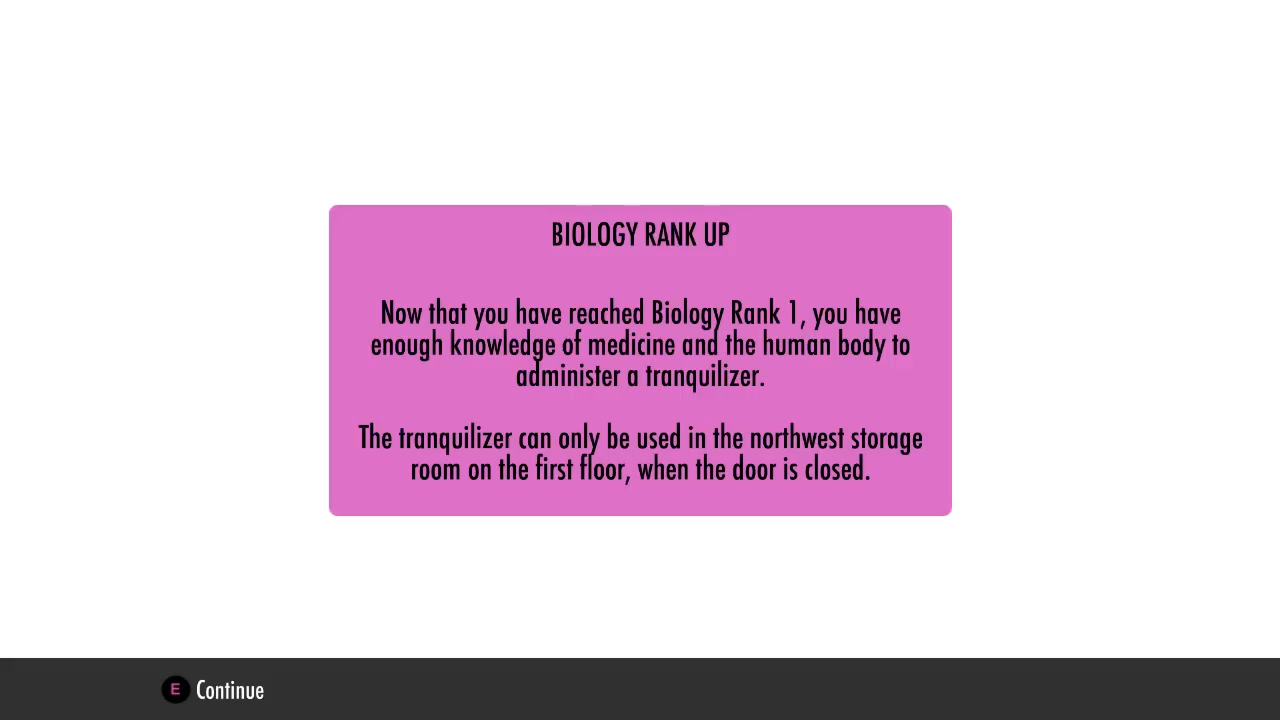 BIOLOGY RANK UP
Now that you have reached Biology Rank 1, you have
enough knowledge of medicine and the human body to
administer a tranquilizer.
The tranquilizer can only be used in the northwest storage
room on the first floor, when the door is closed.
E Continue